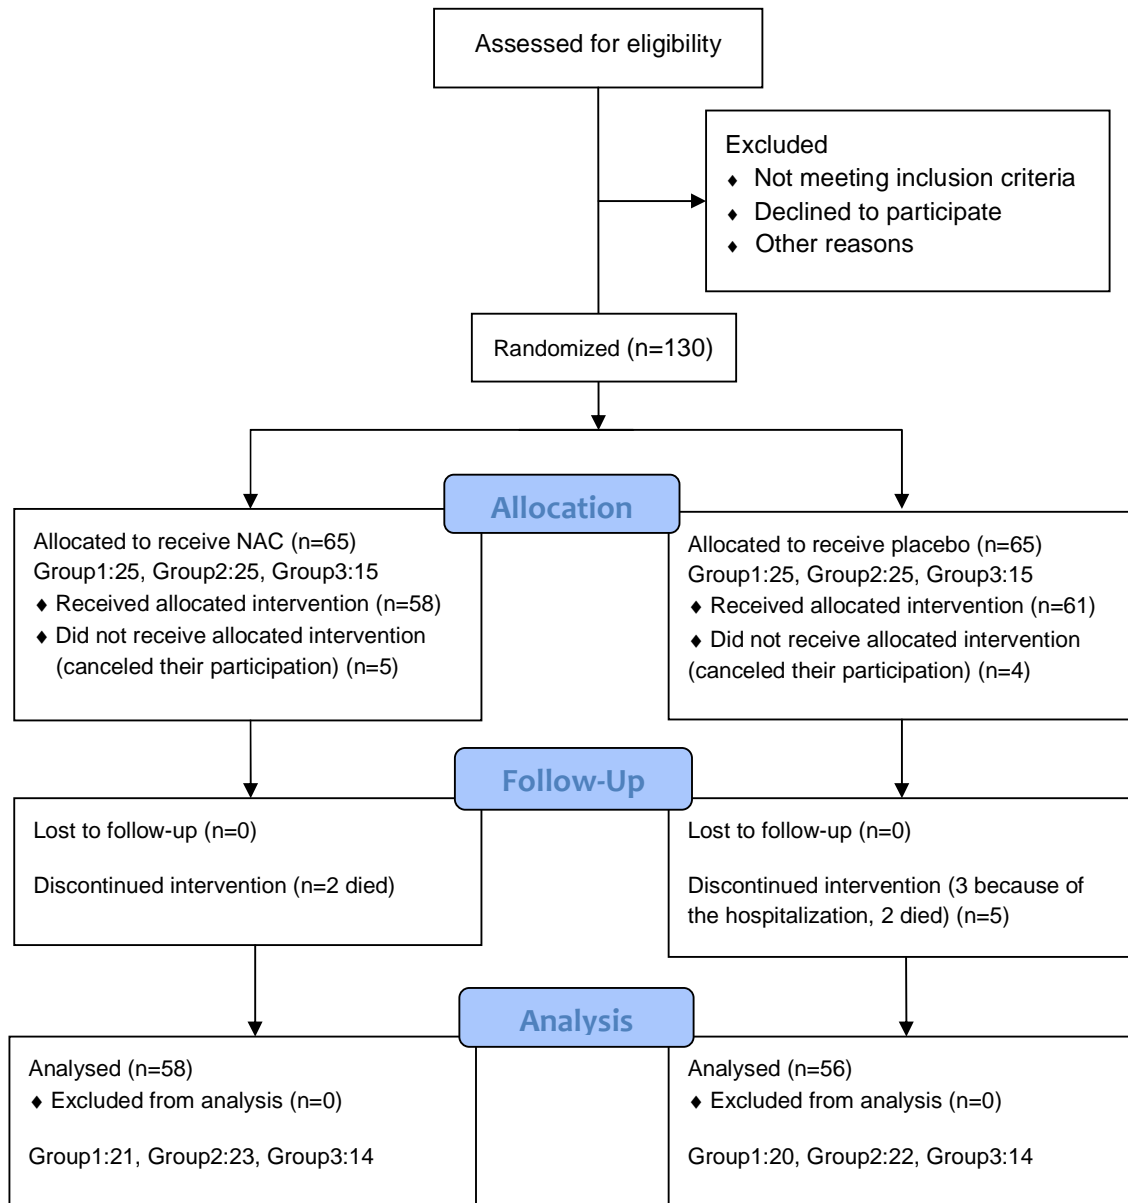 Assessed for eligibility
Excluded
♦ Not meeting inclusion criteria
♦ Declined to participate
♦ Other reasons
Randomized (n=130)
Allocation
Allocated to receive NAC (n=65)
Group1:25, Group2:25, Group3:15
♦ Received allocated intervention (n=58)
♦ Did not receive allocated intervention
(canceled their participation) (n=5)
Allocated to receive placebo (n=65)
Group1:25, Group2:25, Group3:15
♦ Received allocated intervention (n=61)
♦ Did not receive allocated intervention
(canceled their participation) (n=4)
Follow-Up
Lost to follow-up (n=0)
Discontinued intervention (n=2 died)
Lost to follow-up (n=0)
Discontinued intervention (3 because of
the hospitalization, 2 died) (n=5)
Analysis
Analysed (n=58)
♦ Excluded from analysis (n=0)
Group1:21, Group2:23, Group3:14
Analysed (n=56)
♦ Excluded from analysis (n=0)
Group1:20, Group2:22, Group3:14